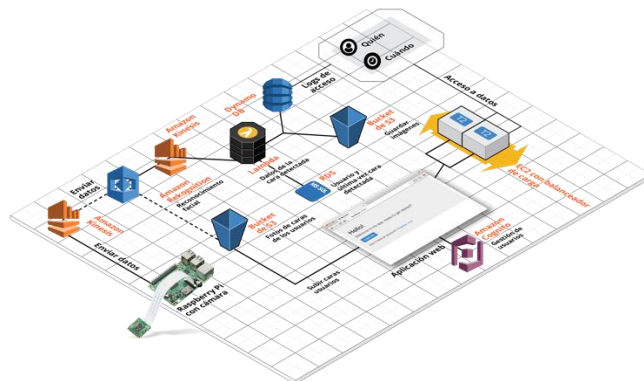 Quién
Cuándo
Logs de
acceso
Acceso a datos
Dynamo
DB
Amazon
Kinesis
Bucket
de S3
Guardar
imágenes
T2
T2
EC2 con balanceador
de carga
Lambda
Datos de la
cara detectada
RDS
Usuario y
última vez cara
detectada
Enviar
datos
Amazon
Rekognition
Reconocimiento
facial
Amazon
Kinesis
Bucket
de S3
Fotos de caras
de los usuarios
Hello!
Aplicación web
Amazon
Cognito
Gestión de
usuarios
Enviar datos
Raspberry Pi
con cámara
Subir caras
usuarios